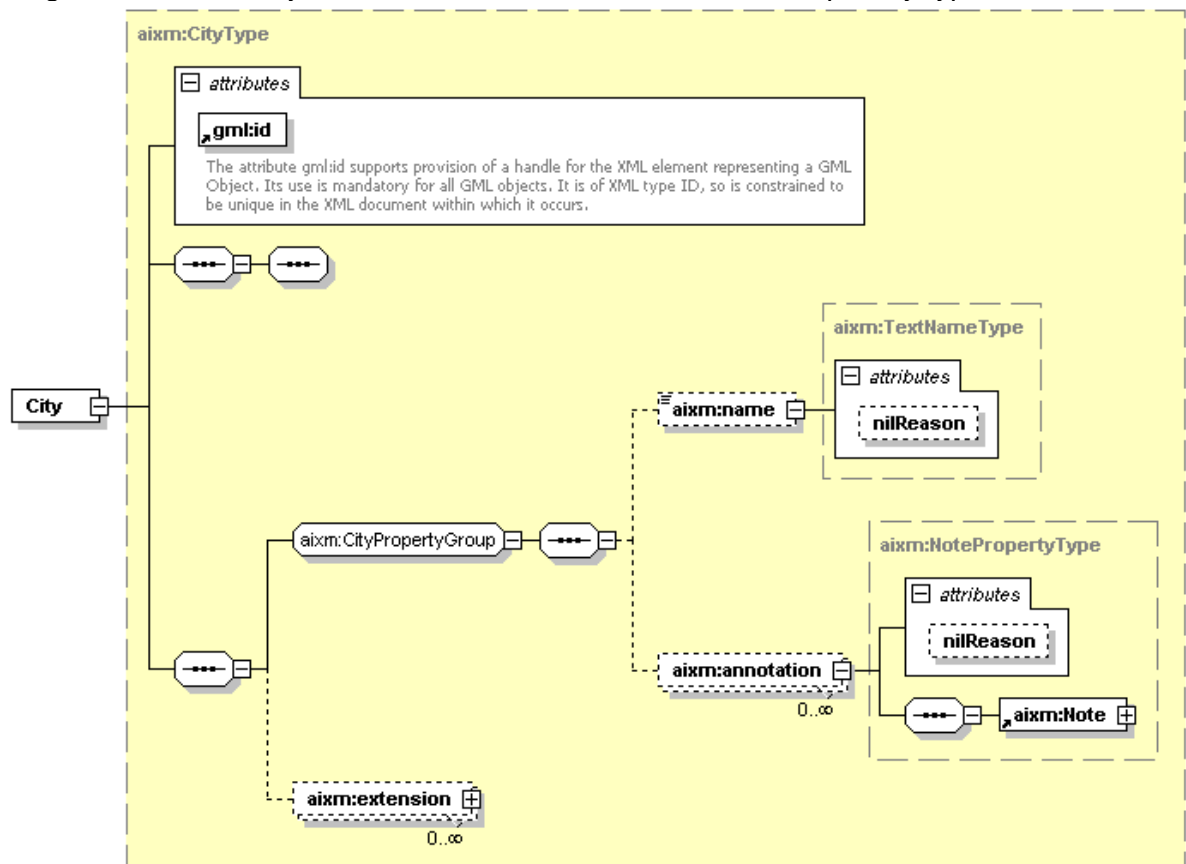 aixm:CityType
attributes
gml:id
The attribute gml:id supports provision of a handle for the XML element representing a GML
Object. Its use is mandatory for all GML objects. It is of XML type ID, so is constrained to
be unique in the XML document within which it occurs.
aixm:TextNameType
attributes
City
aixm:name
nilReason
aixm:CityPropertyGroup
aixm:NotePropertyType
attributes
nilReason
aixm:annotation
0..∞
aixm:Note
aixm:extension
0..∞